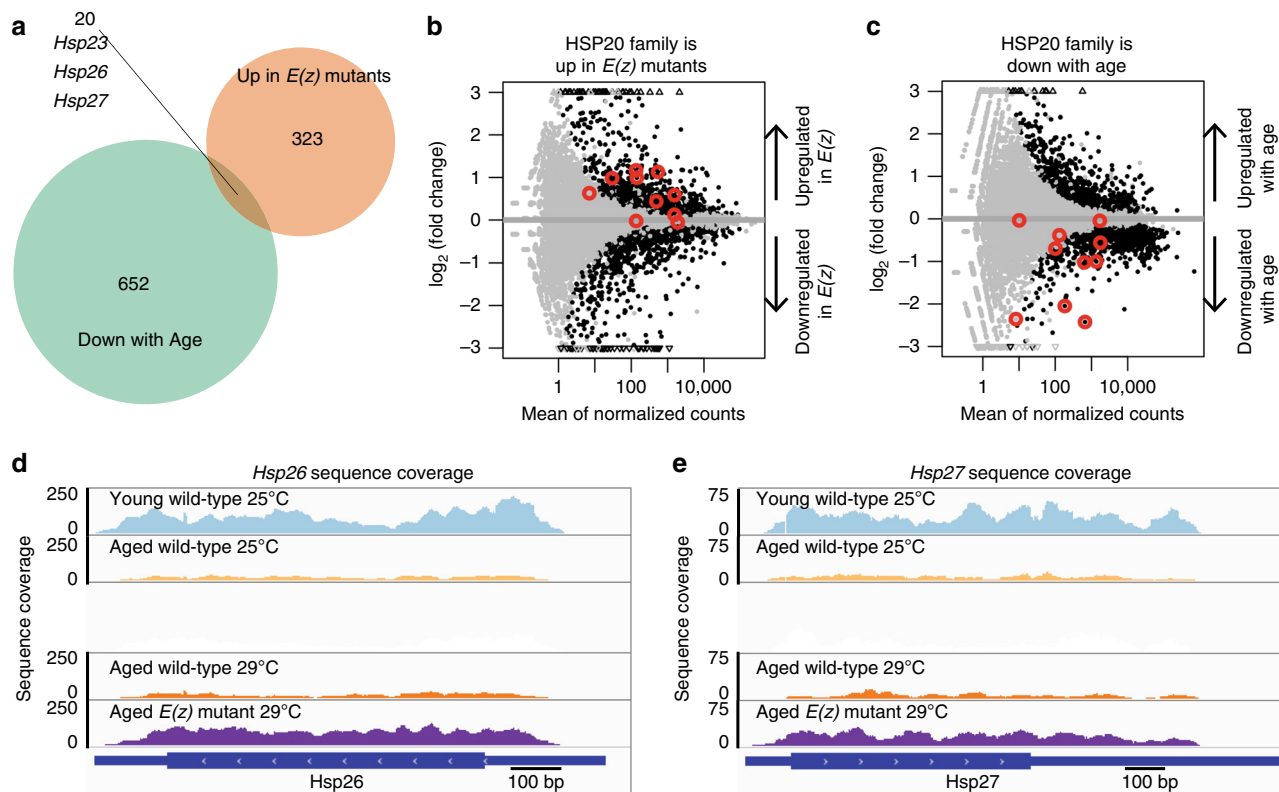 a
20
Hsp23
Hsp26
Hsp27
Up in E(z) mutants
323
652
Down with Age
b
HSP20 family is
up in E(z) mutants
log2 (fold change)
3
2
1
0
−1
−2
−3
1
100
10,000
Mean of normalized counts
Upregulated
in E(z)
Downregulated
in E(z)
c
HSP20 family is
down with age
log2 (fold change)
3
2
1
0
−1
−2
−3
1
100
10,000
Mean of normalized counts
Upregulated
with age
Downregulated
with age
d
Hsp26 sequence coverage
Sequence coverage
250
Young wild-type 25°C
0
250
Aged wild-type 25°C
0
250
Aged wild-type 29°C
0
250
Aged E(z) mutant 29°C
0
Hsp26
100 bp
e
Hsp27 sequence coverage
Sequence coverage
75
Young wild-type 25°C
0
75
Aged wild-type 25°C
0
75
Aged wild-type 29°C
0
75
Aged E(z) mutant 29°C
0
Hsp27
100 bp